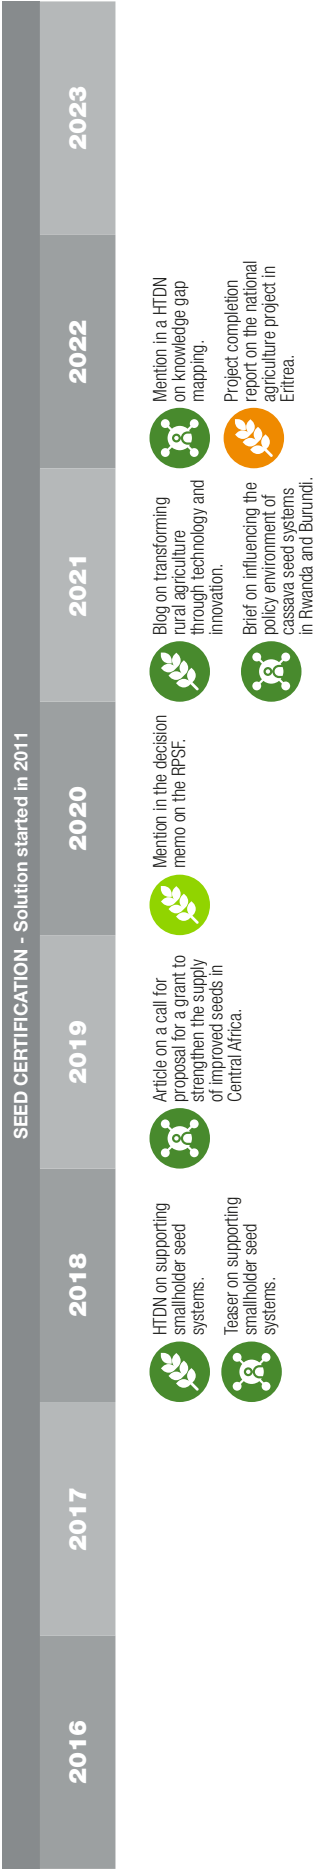 SEED CERTIFICATION - Solution started in 2011
2016
2017
2018
2019
2020
2021
2022
2023
HTDN on supporting
smallholder seed
systems.
Teaser on supporting
smallholder seed
systems.
Article on a call for
proposal for a grant to
strengthen the supply
of improved seeds in
Central Africa.
Mention in the decision
memo on the RPSF.
Blog on transforming
rural agriculture
through technology and
innovation.
Brief on influencing the
policy environment of
cassava seed systems
in Rwanda and Burundi.
Mention in a HTDN
on knowledge gap
mapping.
Project completion
report on the national
agriculture project in
Eritrea.